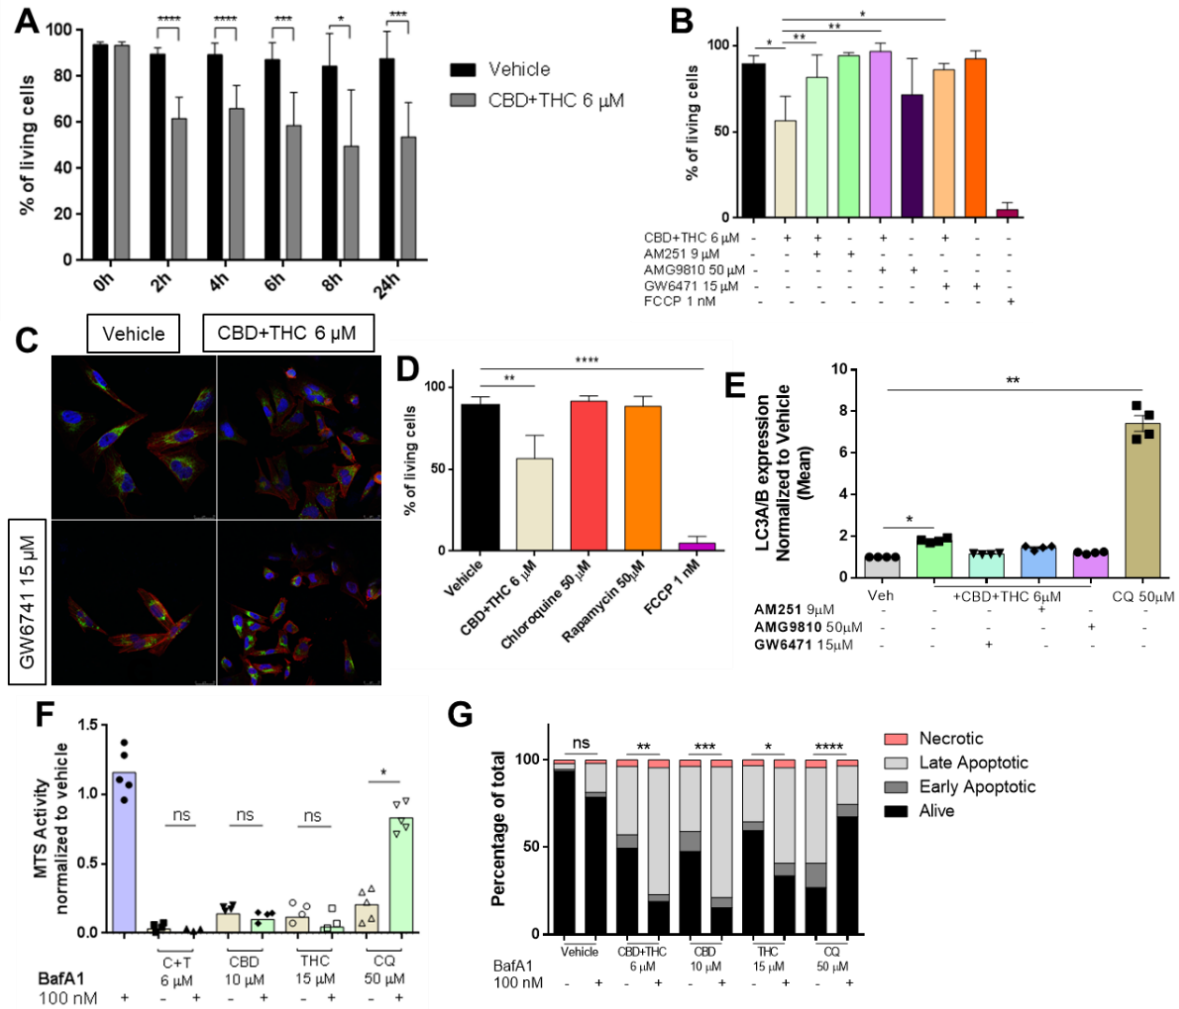 A
% of living cells
100
80
60
40
20
0
0h
2h
4h
6h
8h
24h
****
****
***
*
***
Vehicle
CBD+THC 6 µM
B
% of living cells
100
50
0
*
**
**
*
CBD+THC 6 µM - + + - + - + - -
AM251 9 µM - - + + - - - - -
AMG9810 50 µM - - - - + + - - -
GW6471 15 µM - - - - - - + + -
FCCP 1 nM - - - - - - - - +
C
Vehicle
CBD+THC 6 µM
GW6741 15 µM
D
% of living cells
100
50
0
**
****
Vehicle
CBD+THC 6 µM
Chloroquine 50 µM
Rapamycin 50µM
FCCP 1 nM
E
LC3A/B expression
Normalized to Vehicle
(Mean)
10
8
6
4
2
0
*
**
Veh
+CBD+THC 6µM
CQ 50µM
AM251 9µM - - - + - -
AMG9810 50µM - - - - + -
GW6471 15µM - - + - - -
F
MTS Activity
normalized to vehicle
1.5
1.0
0.5
0.0
ns
ns
ns
*
C+T
6 µM
CBD
10 µM
THC
15 µM
CQ
50 µM
BafA1
100 nM + - + - + - + - +
G
Percentage of total
100
50
0
ns
**
***
*
****
Necrotic
Late Apoptotic
Early Apoptotic
Alive
Vehicle
CBD+THC
6 µM
CBD
10 µM
THC
15 µM
CQ
50 µM
BafA1
100 nM - + - + - + - + - +